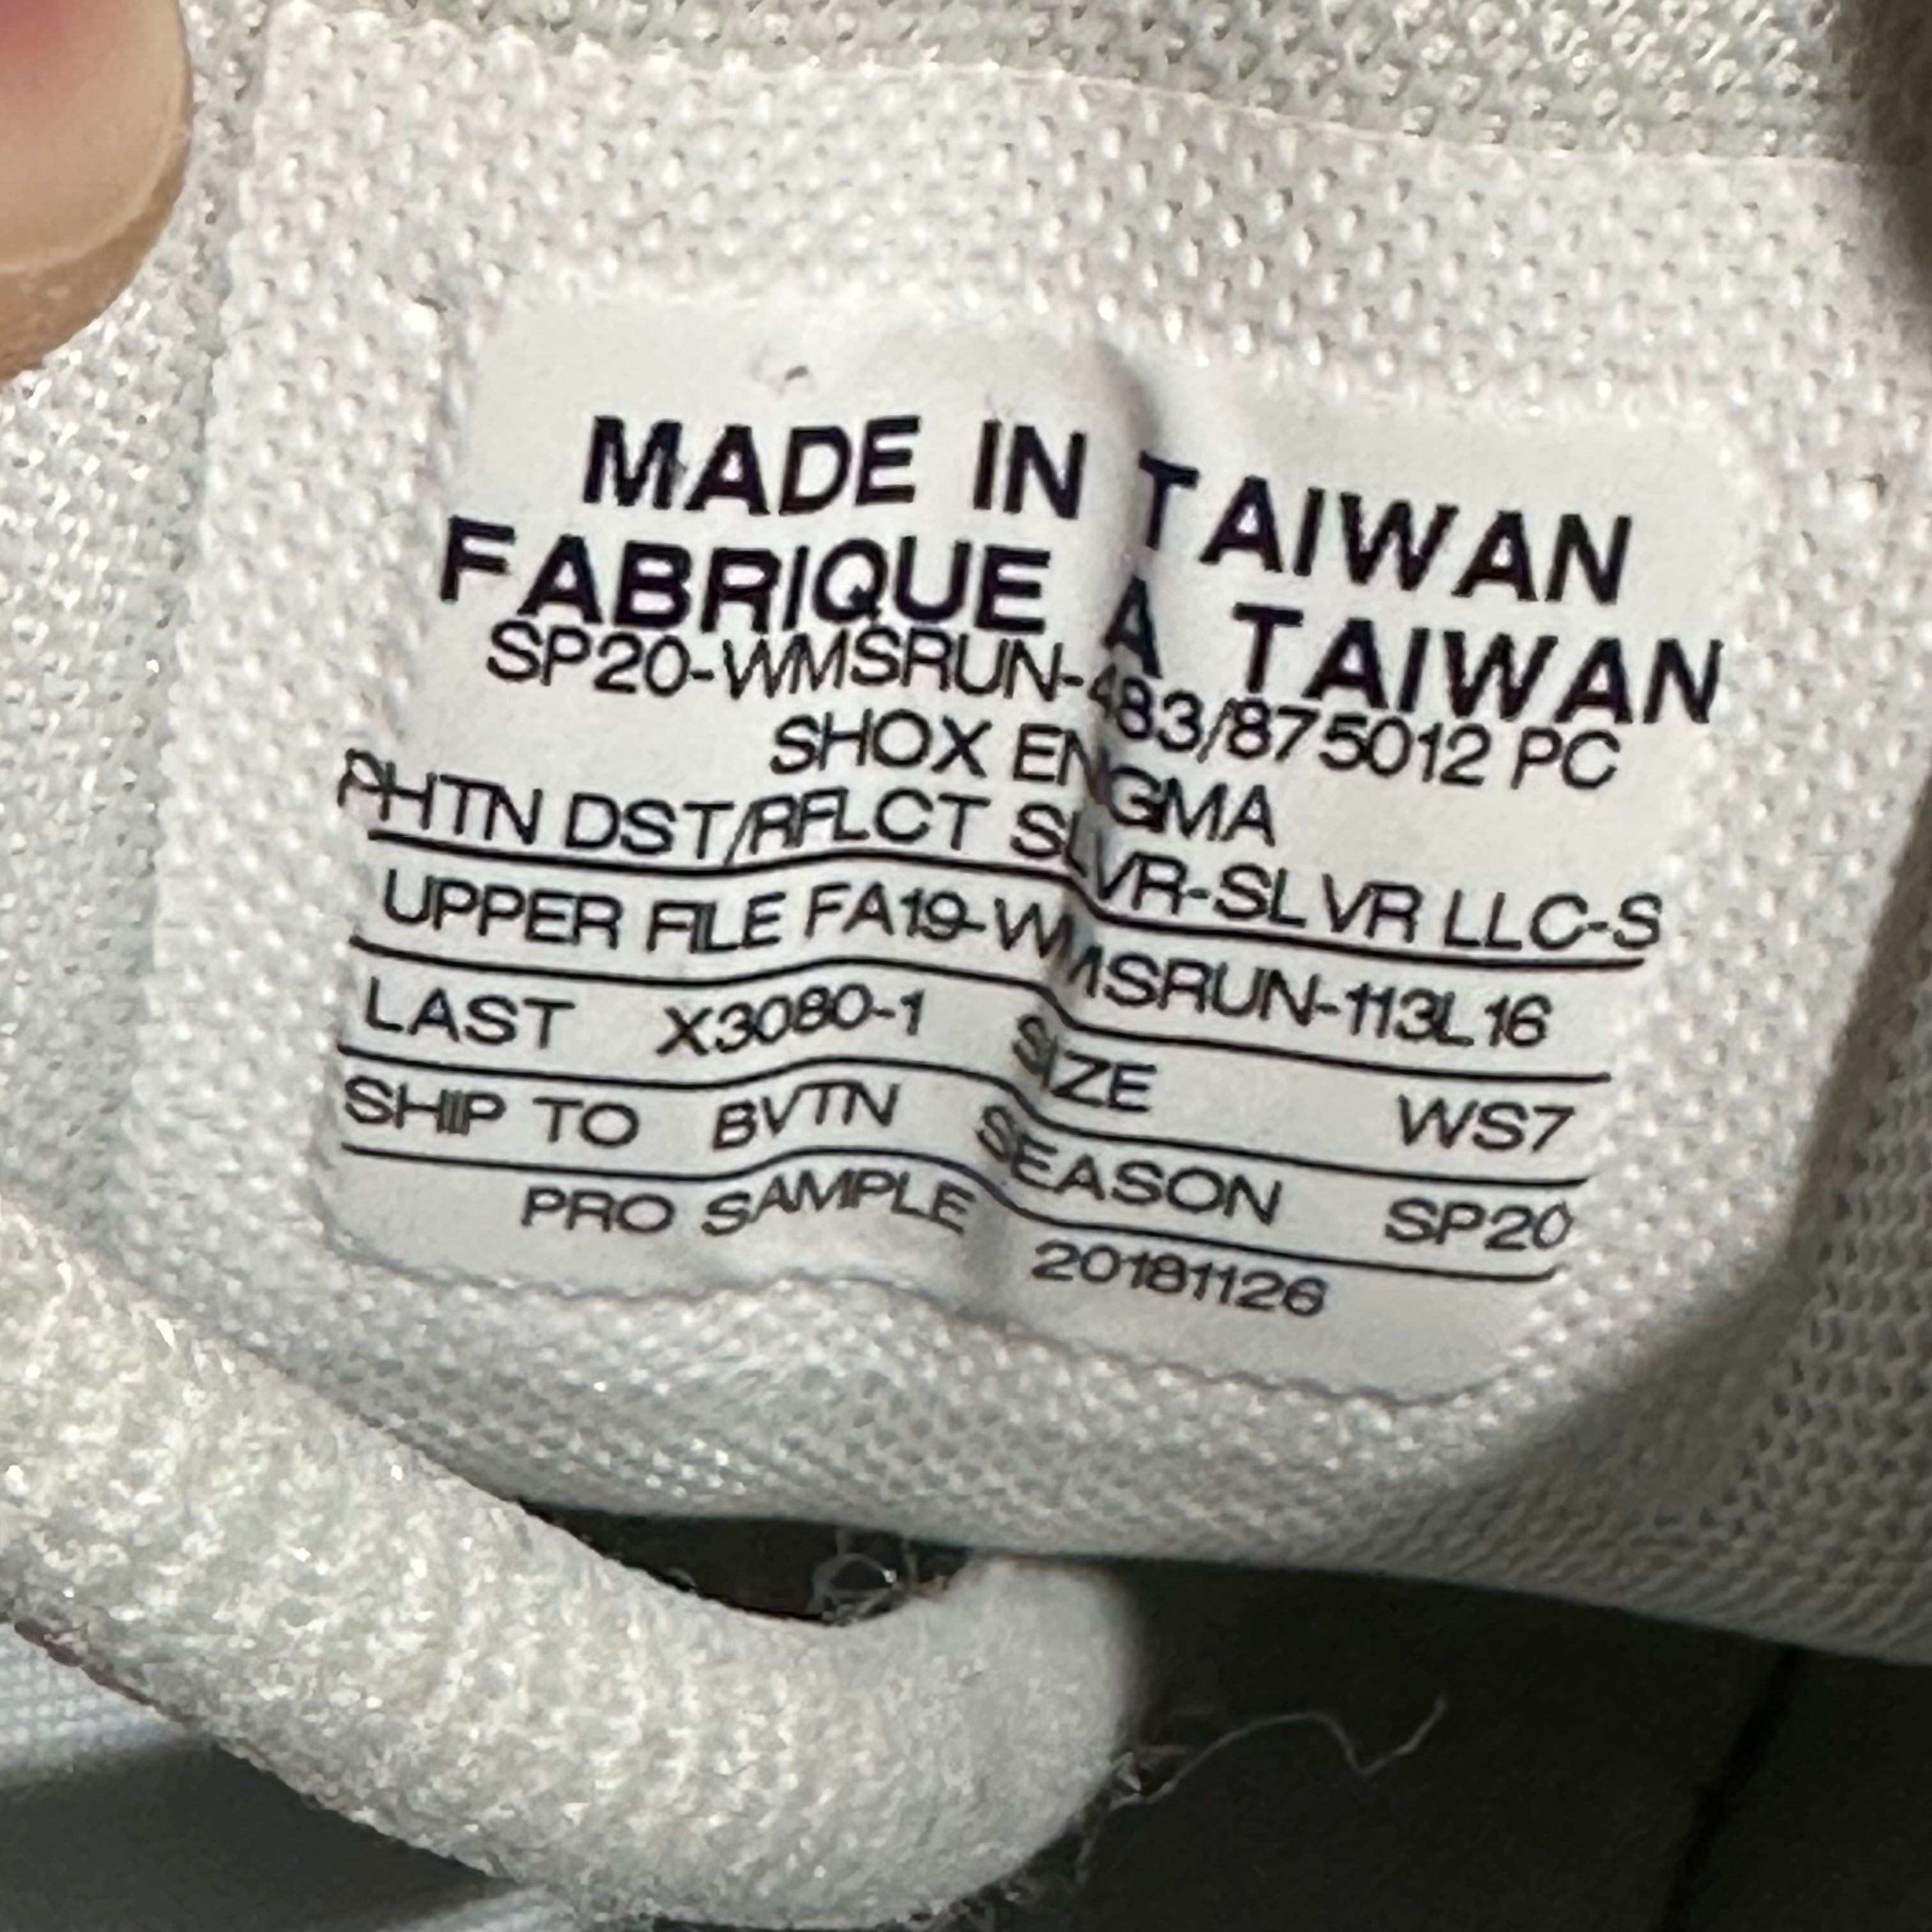 MADE IN TAIWAN
FABRIQUE A TAIWAN
SP20-WMSRUN-483/875012 PC
SHOX ENGMA
PHTN DST/RFLCT SLVR-SLVR LLC-S
UPPER FILE FA19-WMSRUN-113L16
LAST X3080-1 SIZE WS7
SHIP TO BVTN SEASON SP20
PRO SAMPLE 20181126